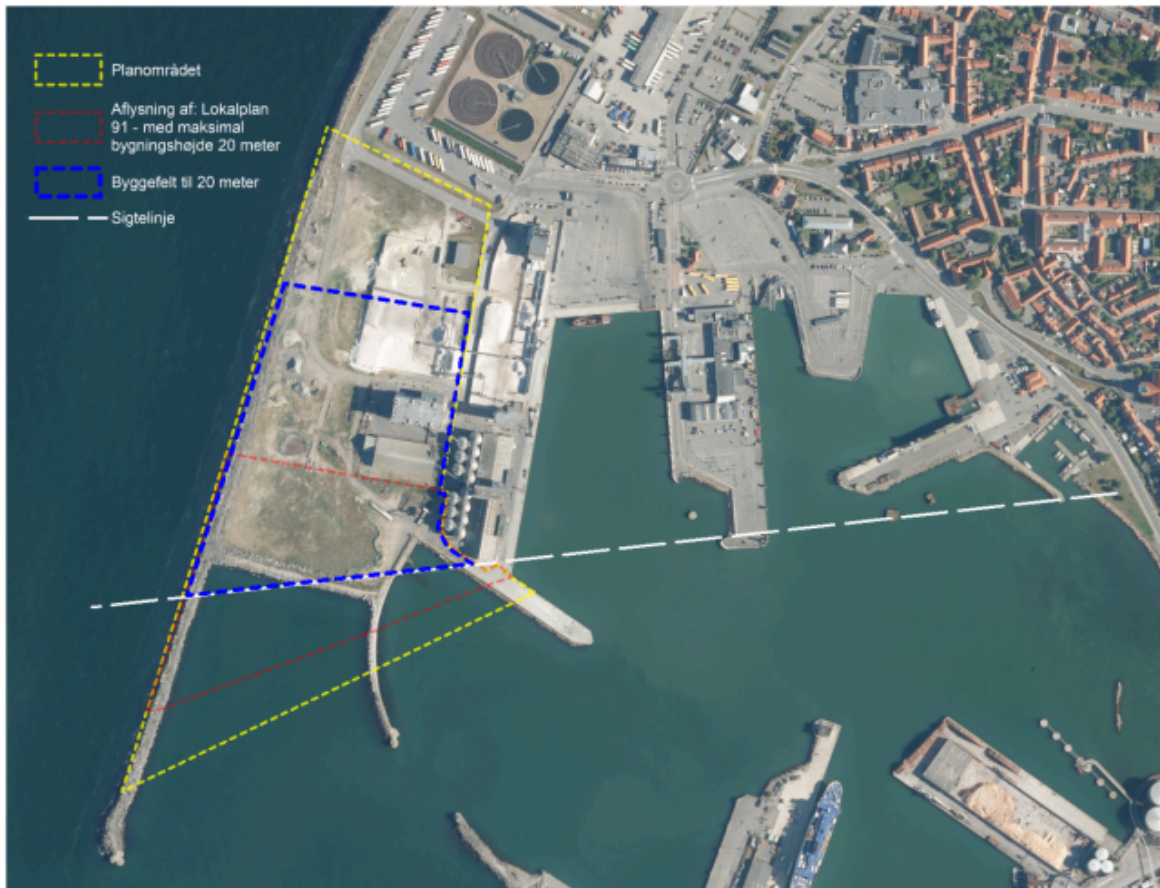 Planområdet
Aflysning af: Lokalplan
91 - med maksimal
bygningshøjde 20 meter
Byggefelt til 20 meter
Sigtelinje